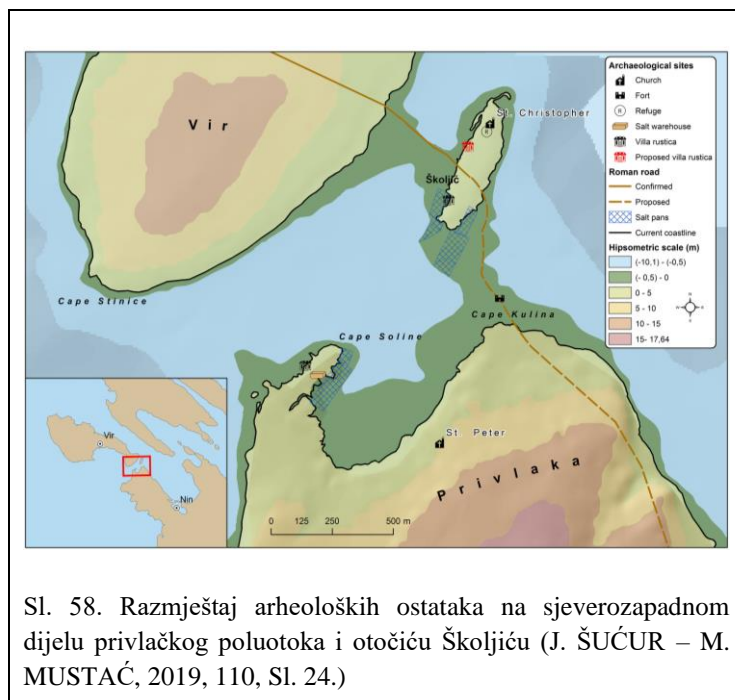 Vir
St. Christopher
R
Školjić
Cape Stinice
Cape Soline
Cape Kulina
St. Peter
Privlaka
Archaeological sites
Church
Fort
R Refuge
Salt warehouse
Villa rustica
Proposed villa rustica
Roman road
Confirmed
Proposed
Salt pans
Current coastline
Hipsometric scale (m)
(-10,1) - (-0,5)
(- 0,5) - 0
0 - 5
5 - 10
10 - 15
15- 17,64
Vir
Nin
0 125 250 500 m
Sl. 58. Razmještaj arheoloških ostataka na sjeverozapadnom
dijelu privlačkog poluotoka i otočiću Školjiću (J. ŠUĆUR – M.
MUSTAĆ, 2019, 110, Sl. 24.)